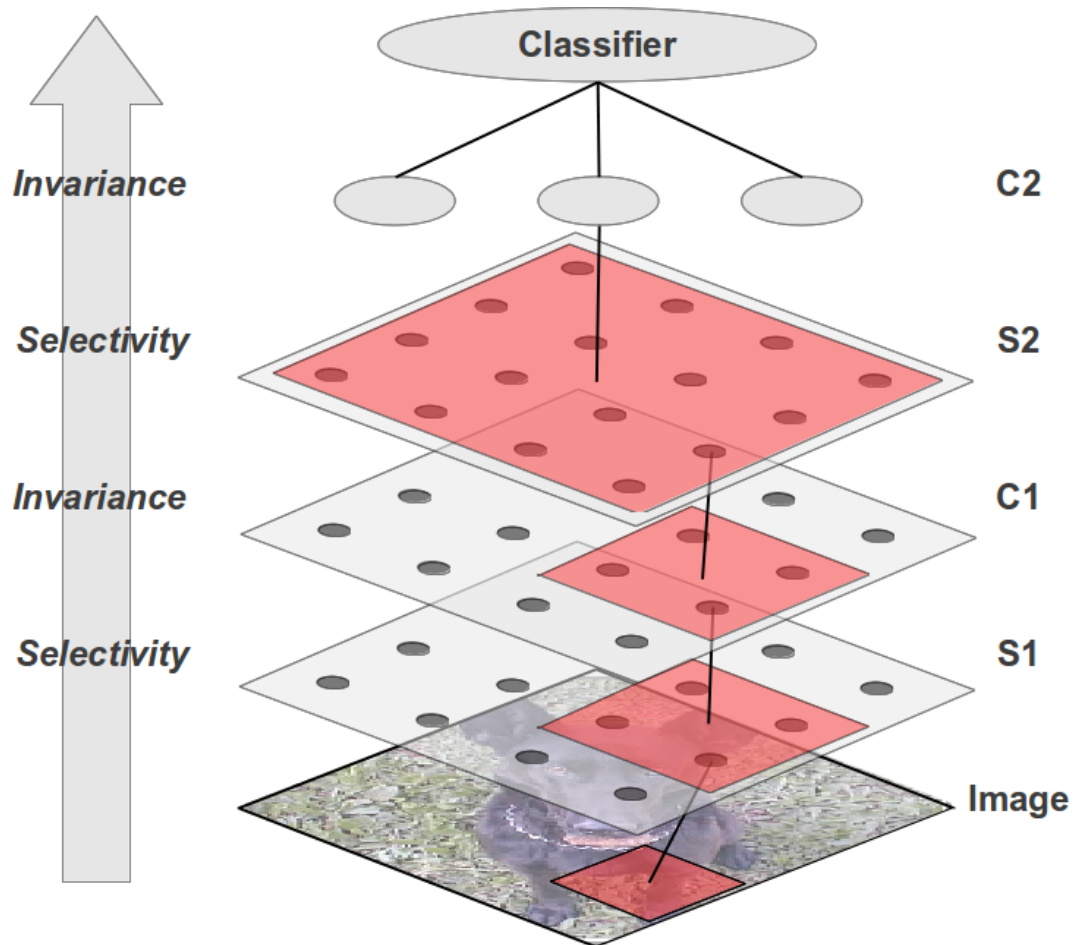 Classifier
Invariance
C2
Selectivity
S2
Invariance
C1
Selectivity
S1
Image